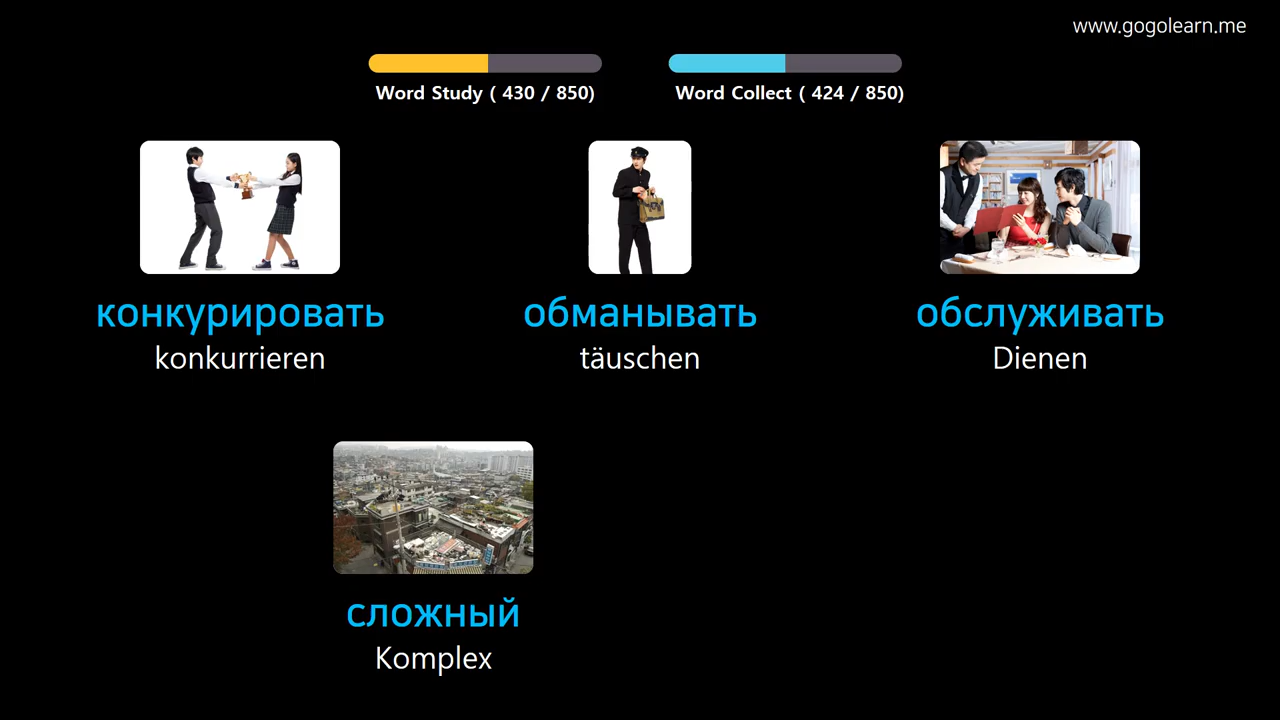 www.gogolearn.me
Word Study ( 430 / 850)
Word Collect ( 424 / 850)
конкурировать
konkurrieren
обманывать
täuschen
обслуживать
Dienen
сложный
Komplex